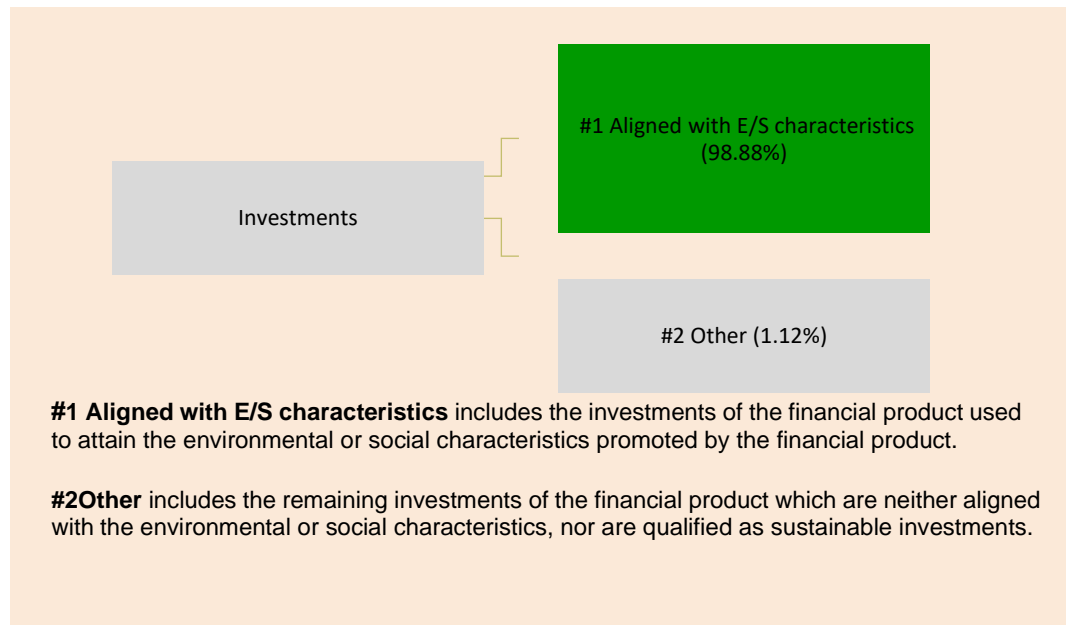 #1 Aligned with E/S characteristics
(98.88%)
Investments
#2 Other (1.12%)
#1 Aligned with E/S characteristics includes the investments of the financial product used
to attain the environmental or social characteristics promoted by the financial product.
#2Other includes the remaining investments of the financial product which are neither aligned
with the environmental or social characteristics, nor are qualified as sustainable investments.